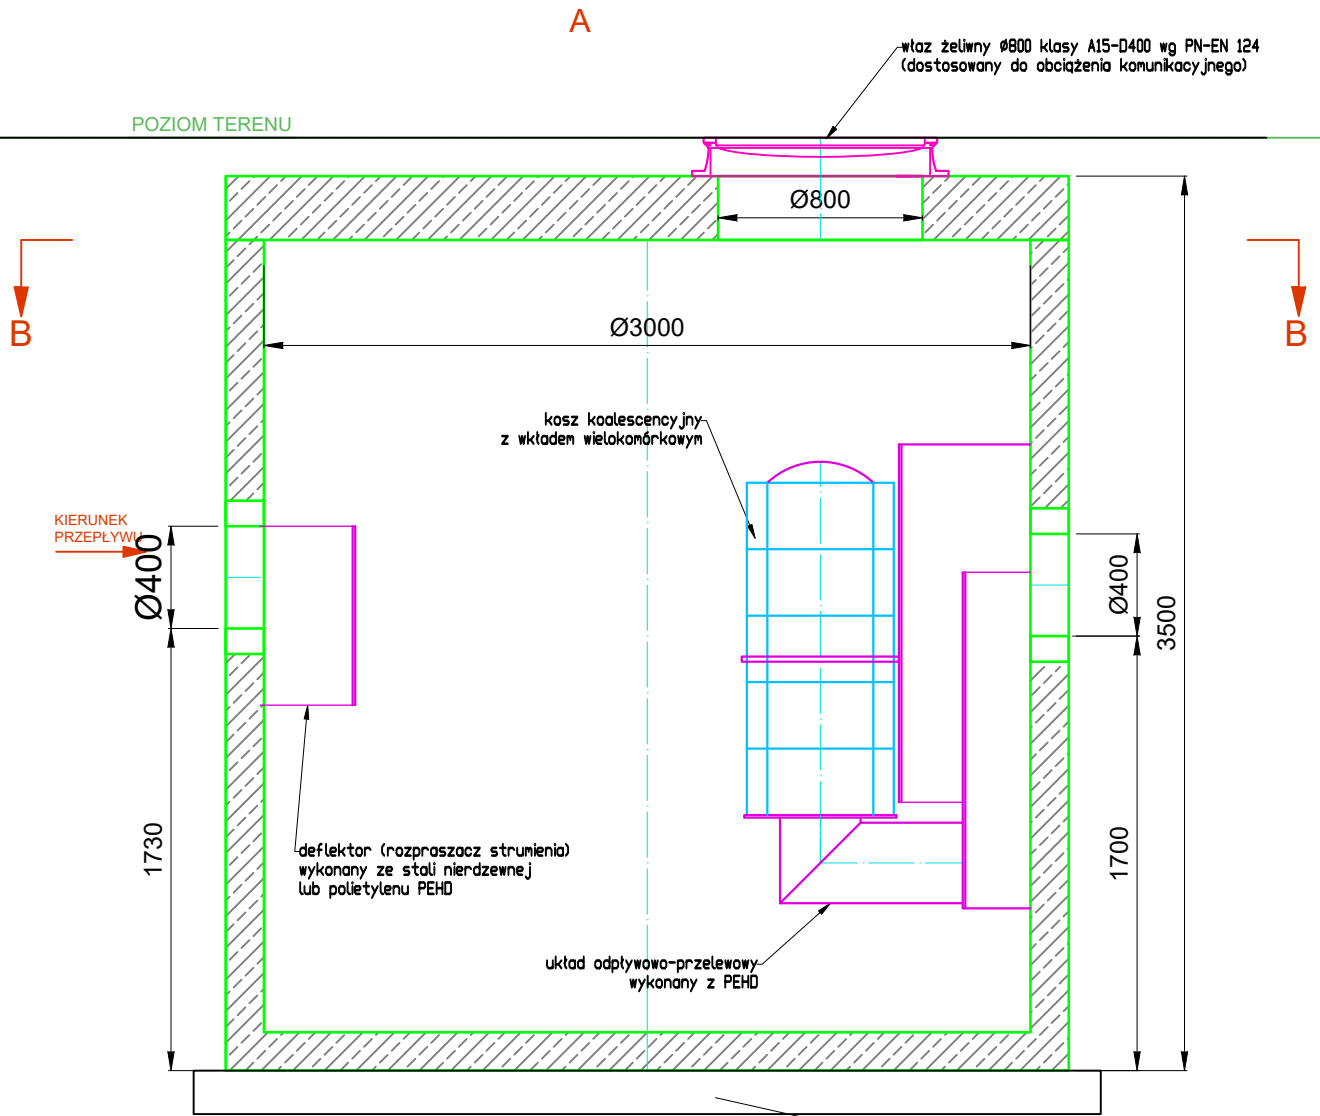 A
właz żeliwny Ø800 klasy A15-D400 wg PN-EN 124
(dostosowany do obciążenia komunikacyjnego)
POZIOM TERENU
Ø800
B
B
Ø3000
kosz koalescencyjny
z wkładem wielokomórkowym
KIERUNEK
PRZEPŁYWU
Ø400
Ø400
3500
1730
1700
deflektor (rozpraszacz strumienia)
wykonany ze stali nierdzewnej
lub polietylenu PEHD
układ odpływowo-przelewowy
wykonany z PEHD